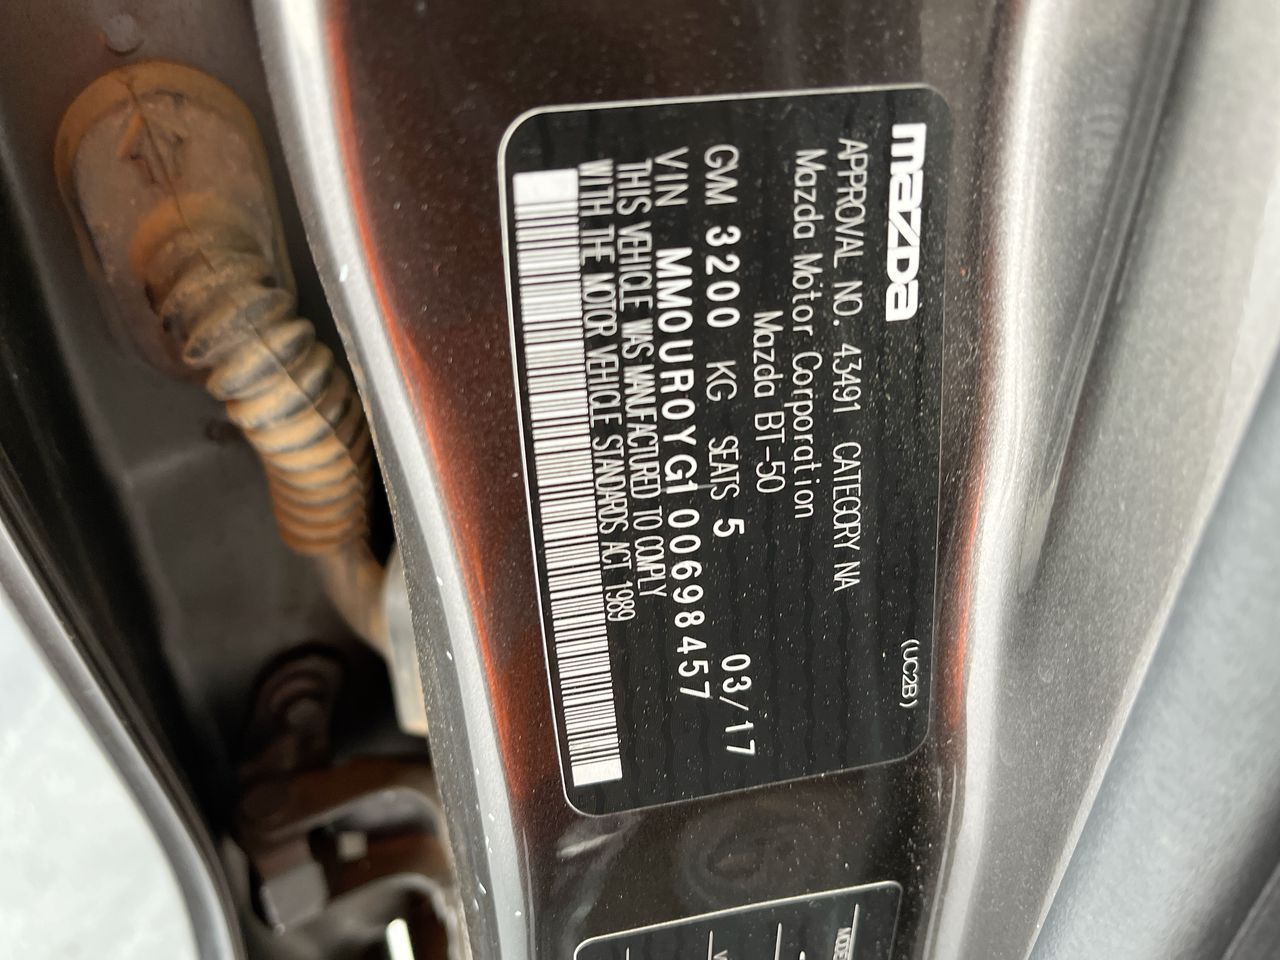 mazda
(UC2B)
APPROVAL NO. 43491 CATEGORY NA
Mazda Motor Corporation
Mazda BT-50
GVM 3200 KG SEATS 5 03/17
VIN MM0UR0YG100698457
THIS VEHICLE WAS MANUFACTURED TO COMPLY
WITH THE MOTOR VEHICLE STANDARDS ACT 1989